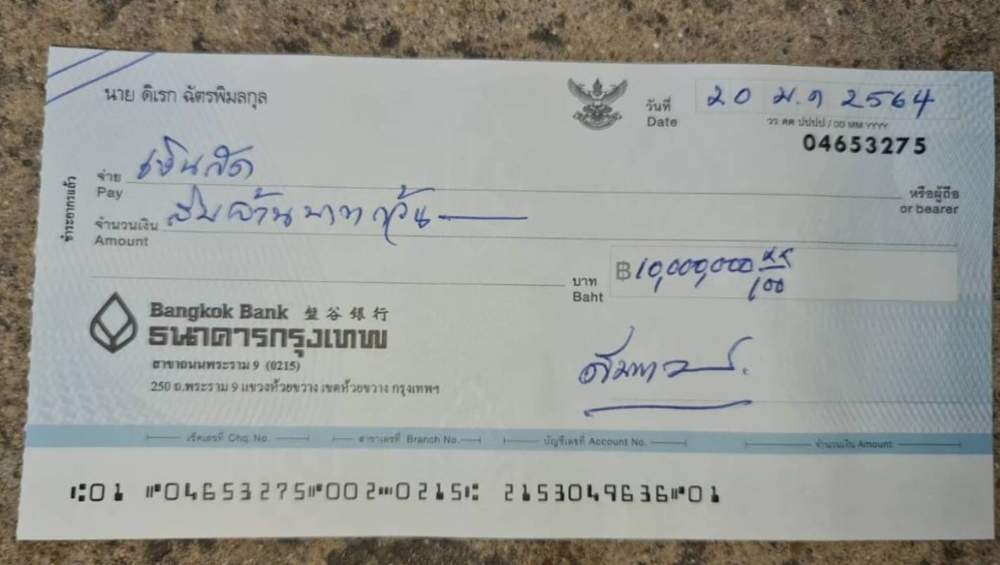 นาย ดิเรก ฉัตรพิมลกุล
วันที่ 20 ม.ค 2564
Date
วว ดด ปปปป / DD MM YYYY
04653275
ชำระอากรแล้ว
จ่าย เงินสด หรือผู้ถือ
Pay or bearer
จำนวนเงิน สิบล้านบาทถ้วน
Amount
บาท ฿10,000,000
Baht
Bangkok Bank 盤谷銀行
ธนาคารกรุงเทพ
สาขาถนนพระราม 9 (0215)
250 ถ.พระราม 9 แขวงห้วยขวาง เขตห้วยขวาง กรุงเทพฯ
เช็คเลขที่ Chq. No. สาขาเลขที่ Branch No. บัญชีเลขที่ Account No. จำนวนเงิน Amount
⑆01 ⑈04653275⑈002⑉0215⑆ 2153049636⑈01